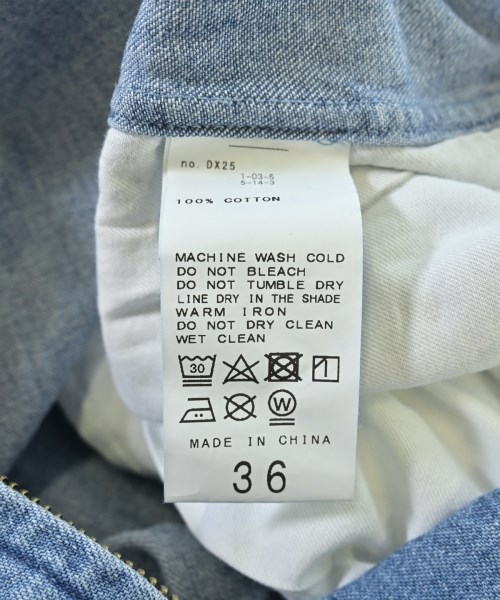 no. DX25
1-03-5
5-14-3
100% COTTON
MACHINE WASH COLD
DO NOT BLEACH
DO NOT TUMBLE DRY
LINE DRY IN THE SHADE
WARM IRON
DO NOT DRY CLEAN
WET CLEAN
30
W
MADE IN CHINA
36